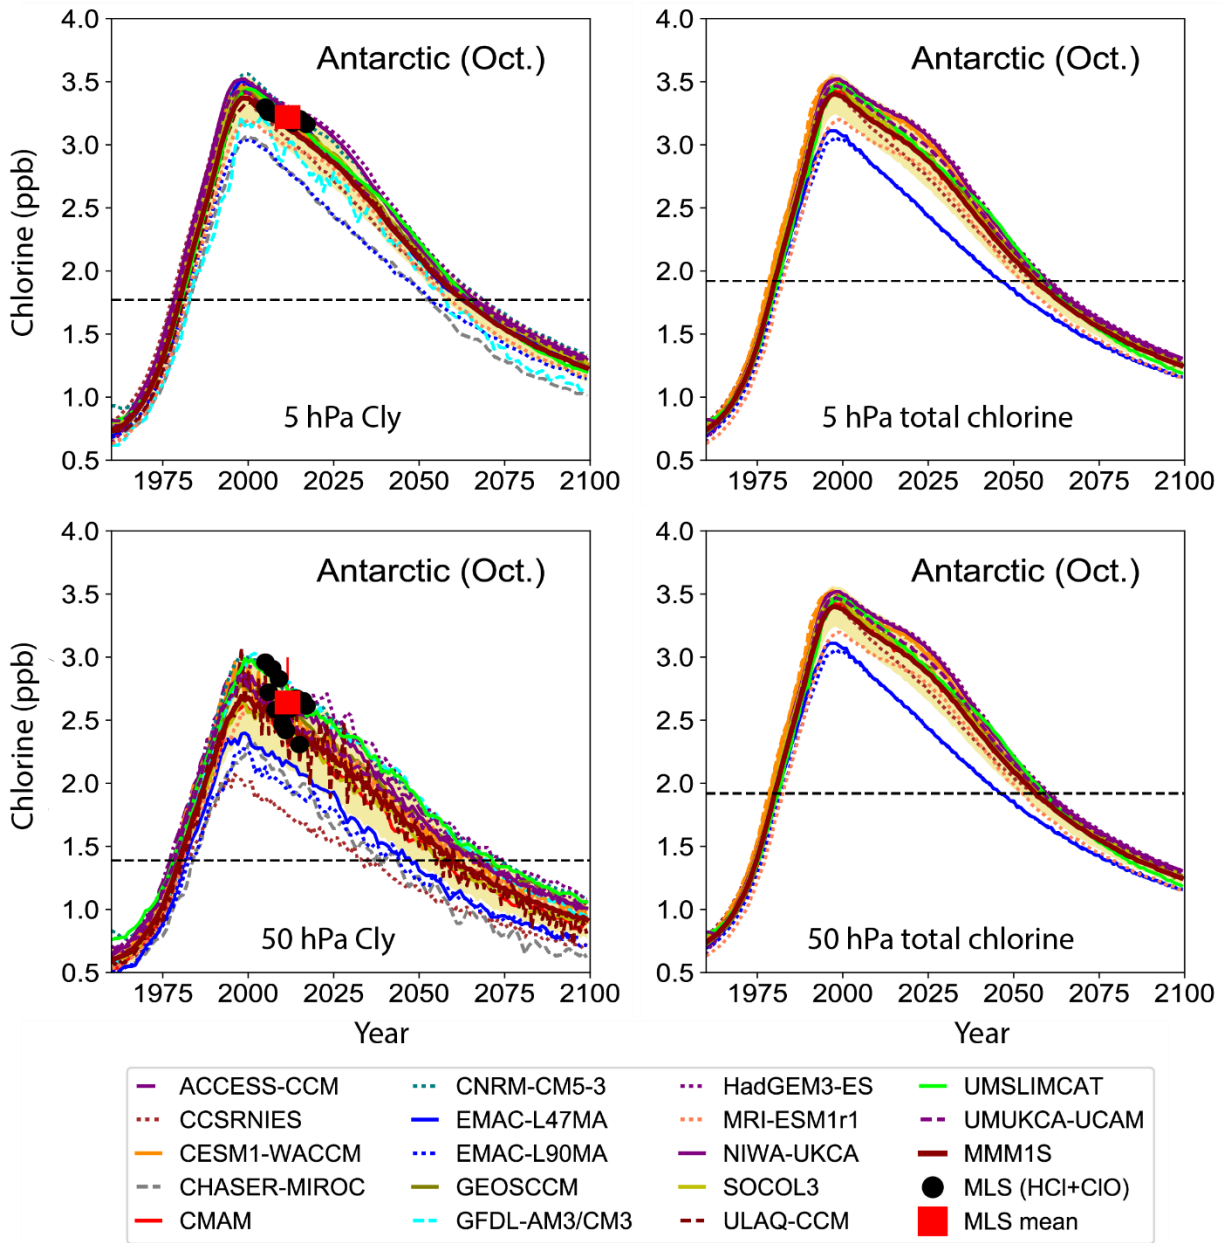 4.0
3.5
3.0
2.5
2.0
1.5
1.0
0.5
Chlorine (ppb)
Antarctic (Oct.)
5 hPa Cly
1975 2000 2025 2050 2075 2100
4.0
3.5
3.0
2.5
2.0
1.5
1.0
0.5
Antarctic (Oct.)
5 hPa total chlorine
1975 2000 2025 2050 2075 2100
4.0
3.5
3.0
2.5
2.0
1.5
1.0
0.5
Chlorine (ppb)
Antarctic (Oct.)
50 hPa Cly
1975 2000 2025 2050 2075 2100
Year
4.0
3.5
3.0
2.5
2.0
1.5
1.0
0.5
Antarctic (Oct.)
50 hPa total chlorine
1975 2000 2025 2050 2075 2100
Year
ACCESS-CCM
CCSRNIES
CESM1-WACCM
CHASER-MIROC
CMAM
CNRM-CM5-3
EMAC-L47MA
EMAC-L90MA
GEOSCCM
GFDL-AM3/CM3
HadGEM3-ES
MRI-ESM1r1
NIWA-UKCA
SOCOL3
ULAQ-CCM
UMSLIMCAT
UMUKCA-UCAM
MMM1S
MLS (HCl+ClO)
MLS mean